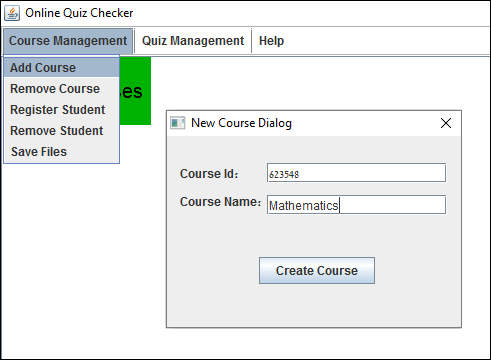 Online Quiz Checker
Course Management Quiz Management Help
Add Course
Remove Course
Register Student
Remove Student
Save Files
New Course Dialog
Course Id: 623548
Course Name: Mathematics
Create Course